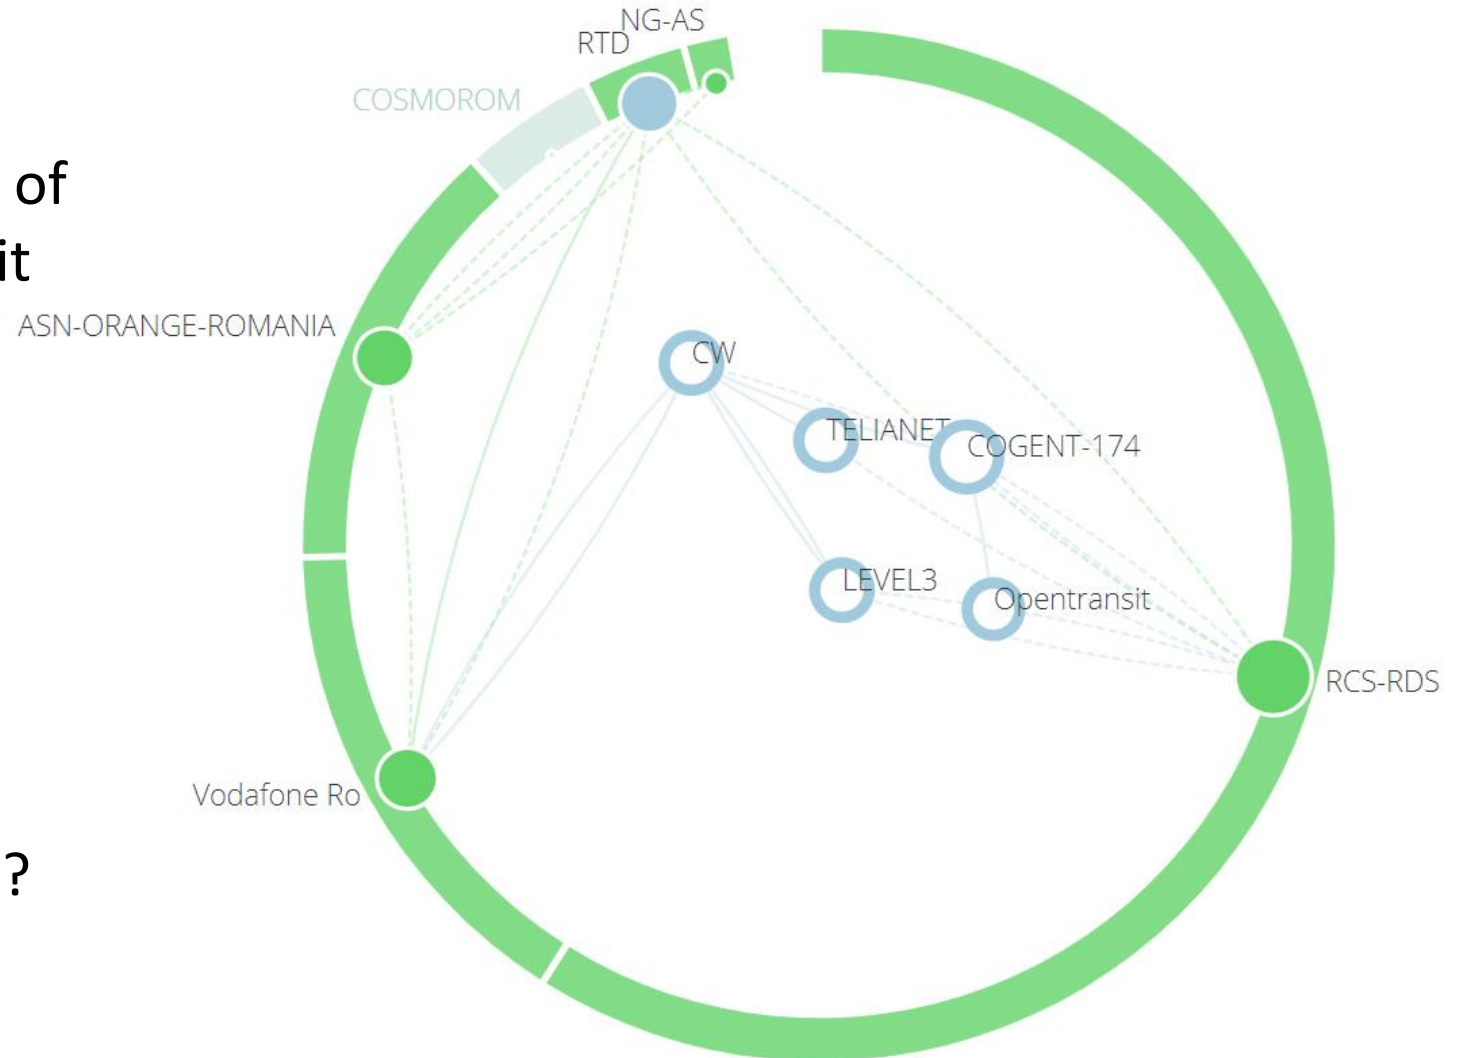 NG-AS
RTD
COSMOROM
of
it
ASN-ORANGE-ROMANIA
CW
TELIANET
COGENT-174
LEVEL3
Opentransit
RCS-RDS
Vodafone Ro
?